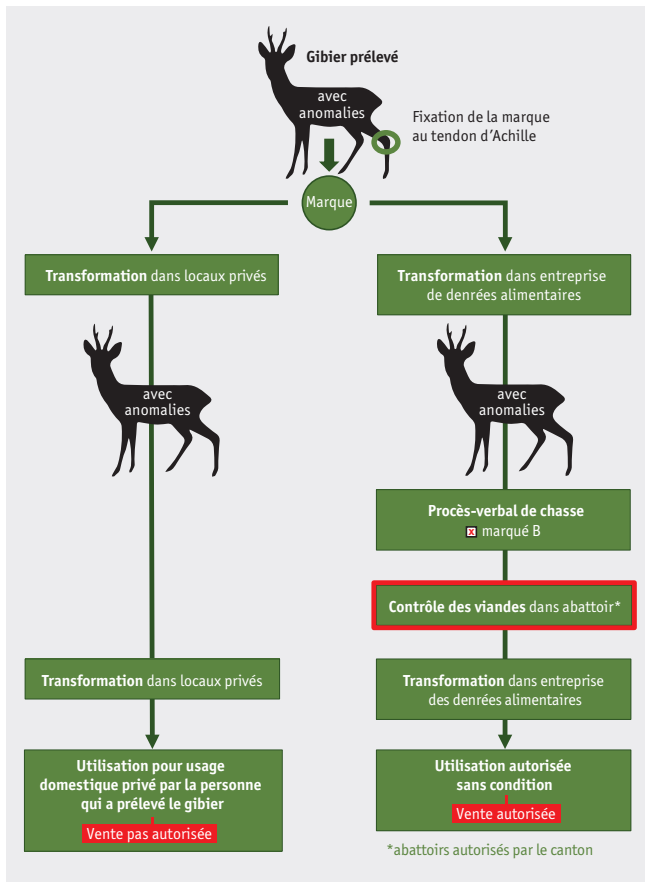 Gibier prélevé
avec
anomalies
Fixation de la marque
au tendon d'Achille
Marque
Transformation dans locaux privés
avec
anomalies
Transformation dans locaux privés
Utilisation pour usage
domestique privé par la personne
qui a prélevé le gibier
Vente pas autorisée
Transformation dans entreprise
de denrées alimentaires
avec
anomalies
Procès-verbal de chasse
x marqué B
Contrôle des viandes dans abattoir*
Transformation dans entreprise
des denrées alimentaires
Utilisation autorisée
sans condition
Vente autorisée
*abattoirs autorisés par le canton